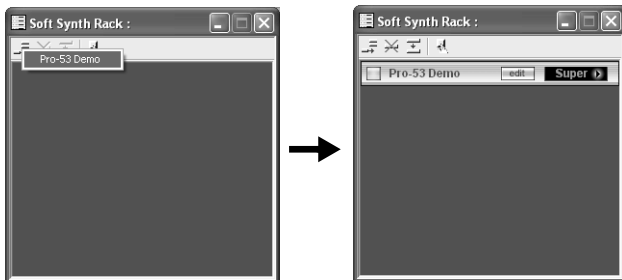 Soft Synth Rack :
Pro-53 Demo
Soft Synth Rack :
Pro-53 Demo edit Super